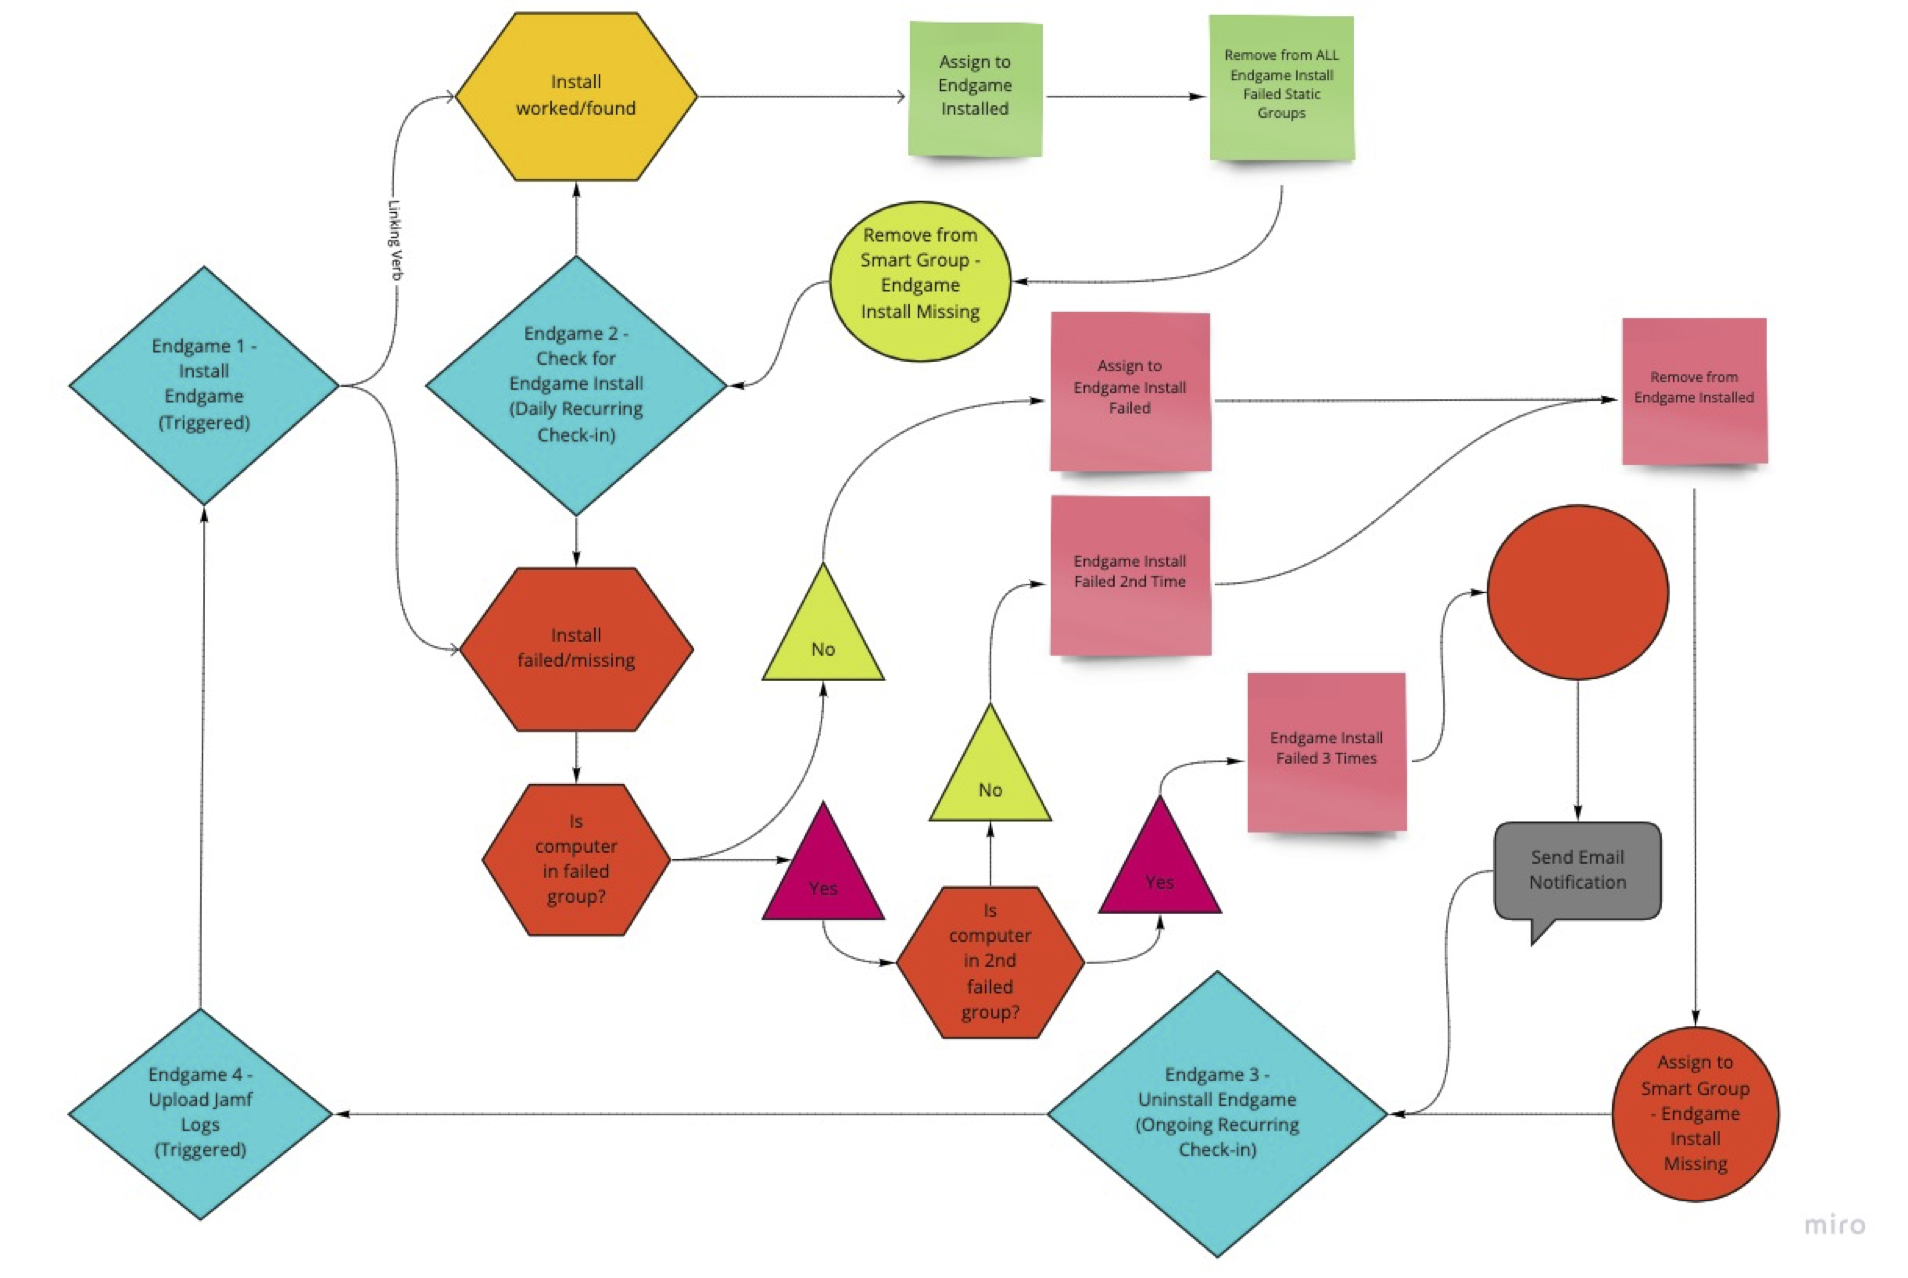 Install
worked/found
Assign to
Endgame
Installed
Remove from ALL
Endgame Install
Failed Static
Groups
Linking Verb
Remove from
Smart Group -
Endgame
Install Missing
Endgame 1 -
Install
Endgame
(Triggered)
Endgame 2 -
Check for
Endgame Install
(Daily Recurring
Check-in)
Assign to
Endgame Install
Failed
Remove from
Endgame Installed
Endgame Install
Failed 2nd Time
Install
failed/missing
No
Endgame Install
Failed 3 Times
No
Is
computer
in failed
group?
Yes
Yes
Send Email
Notification
Is
computer
in 2nd
failed
group?
Endgame 4 -
Upload Jamf
Logs
(Triggered)
Endgame 3 -
Uninstall Endgame
(Ongoing Recurring
Check-in)
Assign to
Smart Group
- Endgame
Install
Missing
miro